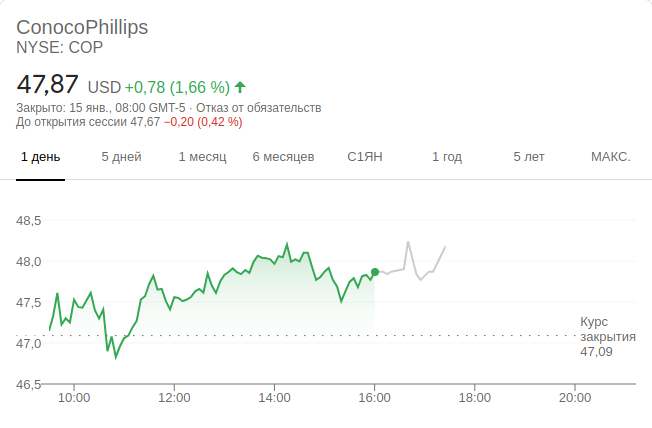 ConocoPhillips
NYSE: COP
47,87 USD +0,78 (1,66 %)
Закрыто: 15 янв., 08:00 GMT-5 · Отказ от обязательств
До открытия сессии 47,67 −0,20 (0,42 %)
1 день 5 дней 1 месяц 6 месяцев С1ЯН 1 год 5 лет МАКС.
48,5
48,0
47,5
47,0
46,5
Курс
закрытия
47,09
10:00 12:00 14:00 16:00 18:00 20:00